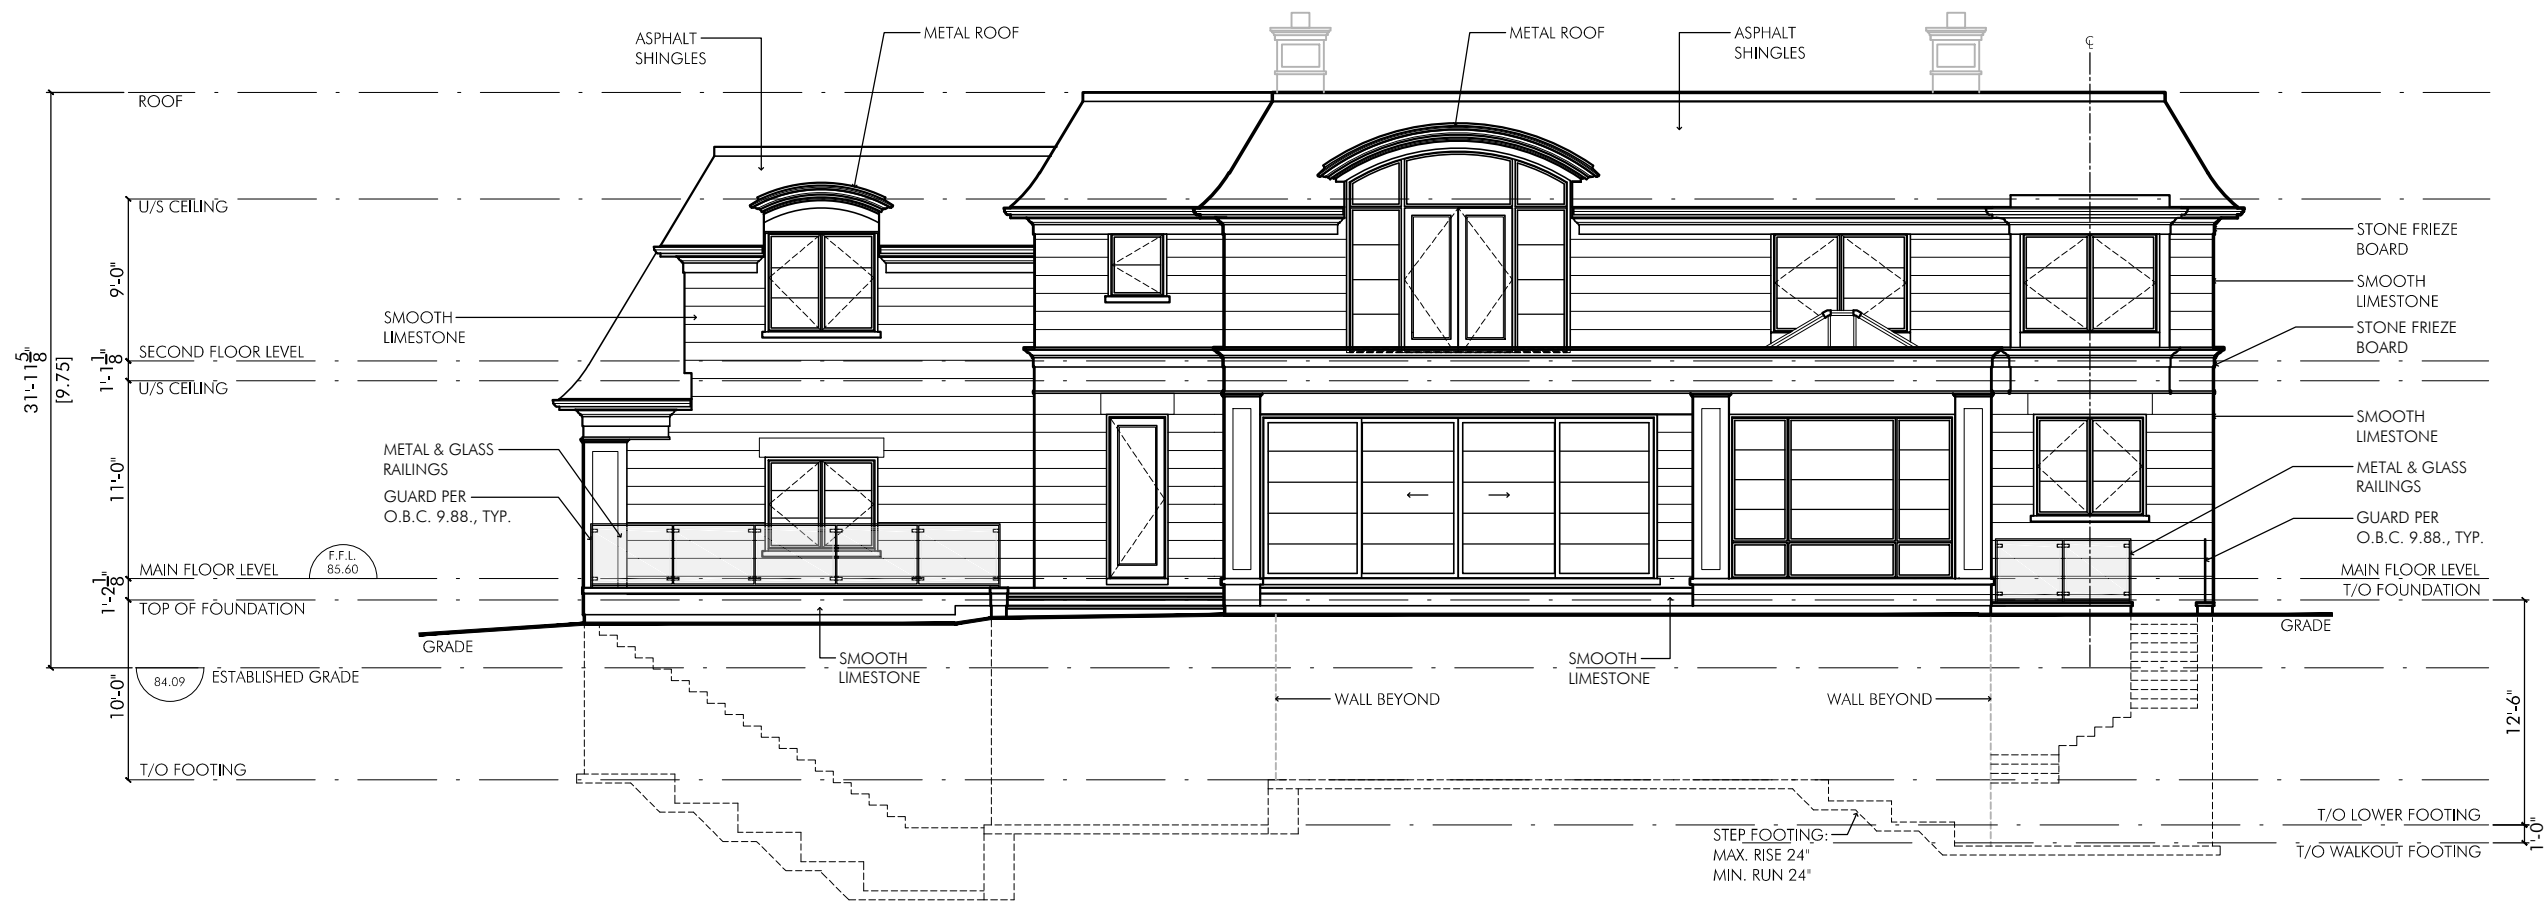 ASPHALT
SHINGLES
METAL ROOF
METAL ROOF
ASPHALT
SHINGLES
℄
ROOF
U/S CEILING
9'-0"
STONE FRIEZE
BOARD
SMOOTH
LIMESTONE
SMOOTH
LIMESTONE
STONE FRIEZE
BOARD
SECOND FLOOR LEVEL
1'-1 1/8"
31'-11 5/8"
[9.75]
U/S CEILING
SMOOTH
LIMESTONE
METAL & GLASS
RAILINGS
11'-0"
METAL & GLASS
RAILINGS
GUARD PER
O.B.C. 9.88., TYP.
GUARD PER
O.B.C. 9.88., TYP.
F.F.L.
85.60
MAIN FLOOR LEVEL
MAIN FLOOR LEVEL
T/O FOUNDATION
1'-2 1/8"
TOP OF FOUNDATION
GRADE
GRADE
SMOOTH
LIMESTONE
SMOOTH
LIMESTONE
84.09
ESTABLISHED GRADE
10'-0"
WALL BEYOND
WALL BEYOND
12'-6"
T/O FOOTING
T/O LOWER FOOTING
STEP FOOTING:
MAX. RISE 24"
MIN. RUN 24"
1'-0"
T/O WALKOUT FOOTING